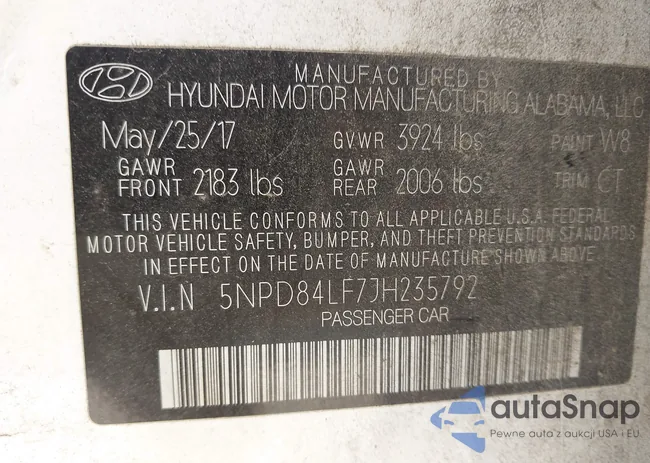 MANUFACTURED BY
HYUNDAI MOTOR MANUFACTURING ALABAMA, LLC
May/25/17 GVWR 3924 lbs PAINT W8
GAWR FRONT 2183 lbs GAWR REAR 2006 lbs TRIM CT
THIS VEHICLE CONFORMS TO ALL APPLICABLE U.S.A. FEDERAL
MOTOR VEHICLE SAFETY, BUMPER, AND THEFT PREVENTION STANDARDS
IN EFFECT ON THE DATE OF MANUFACTURE SHOWN ABOVE
V.I.N 5NPD84LF7JH235792
PASSENGER CAR
autaSnap
Pewne auta z aukcji USA i EU